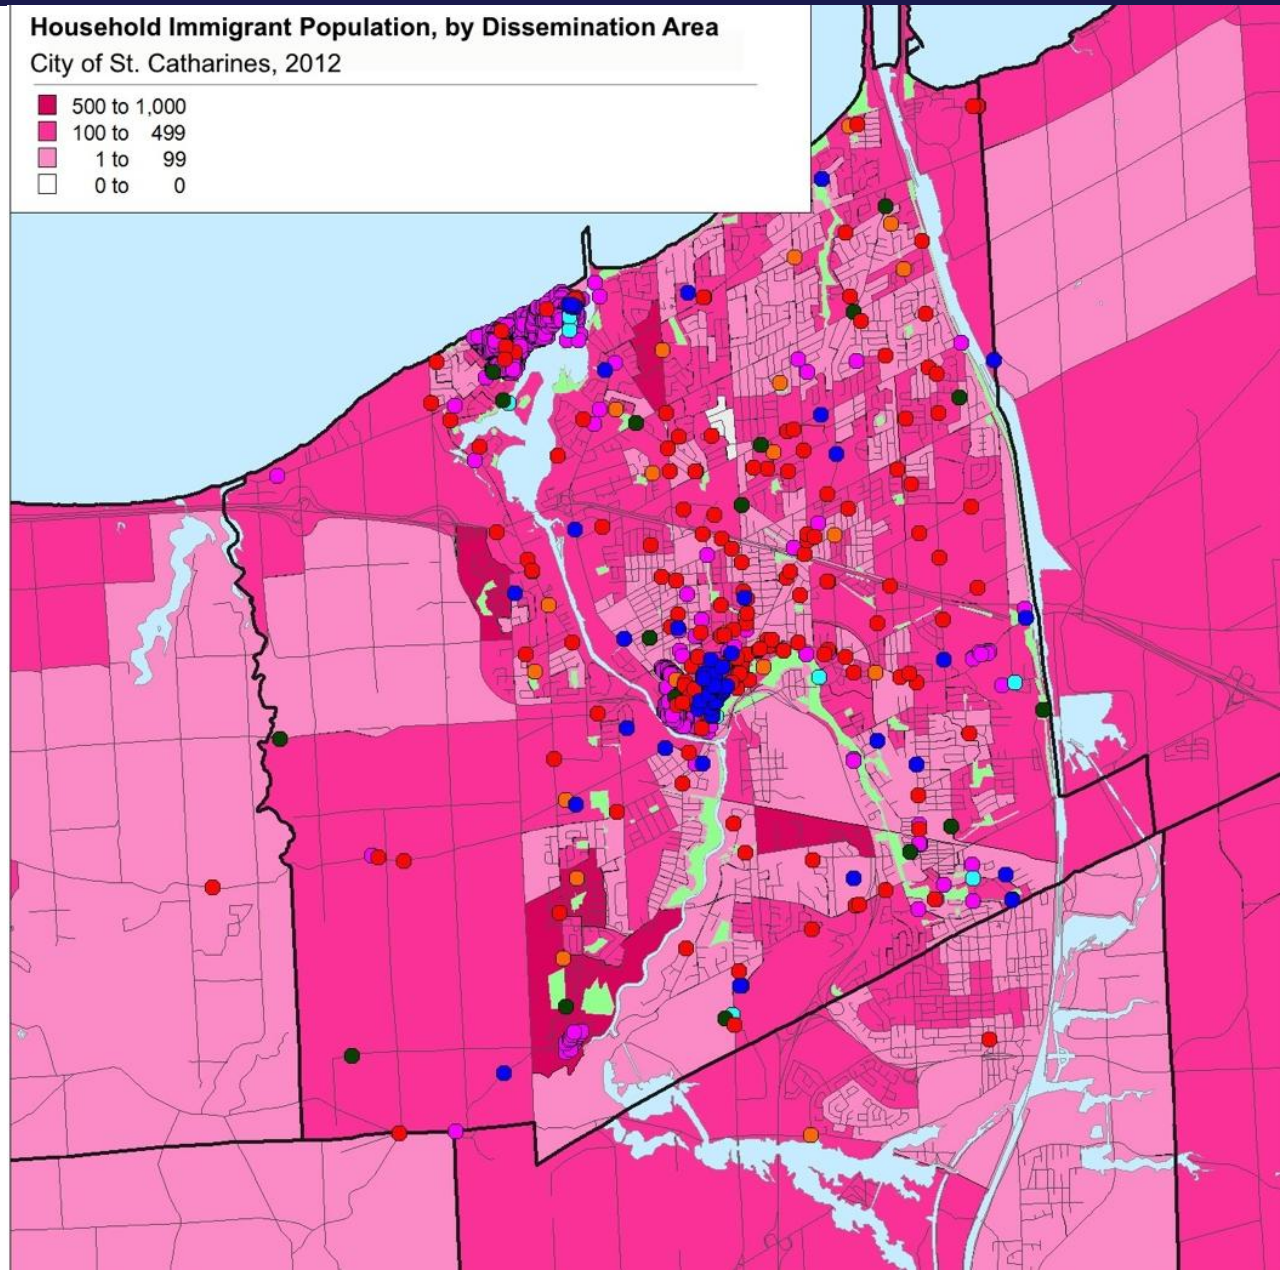 Household Immigrant Population, by Dissemination Area
City of St. Catharines, 2012
500 to 1,000
100 to 499
1 to 99
0 to 0